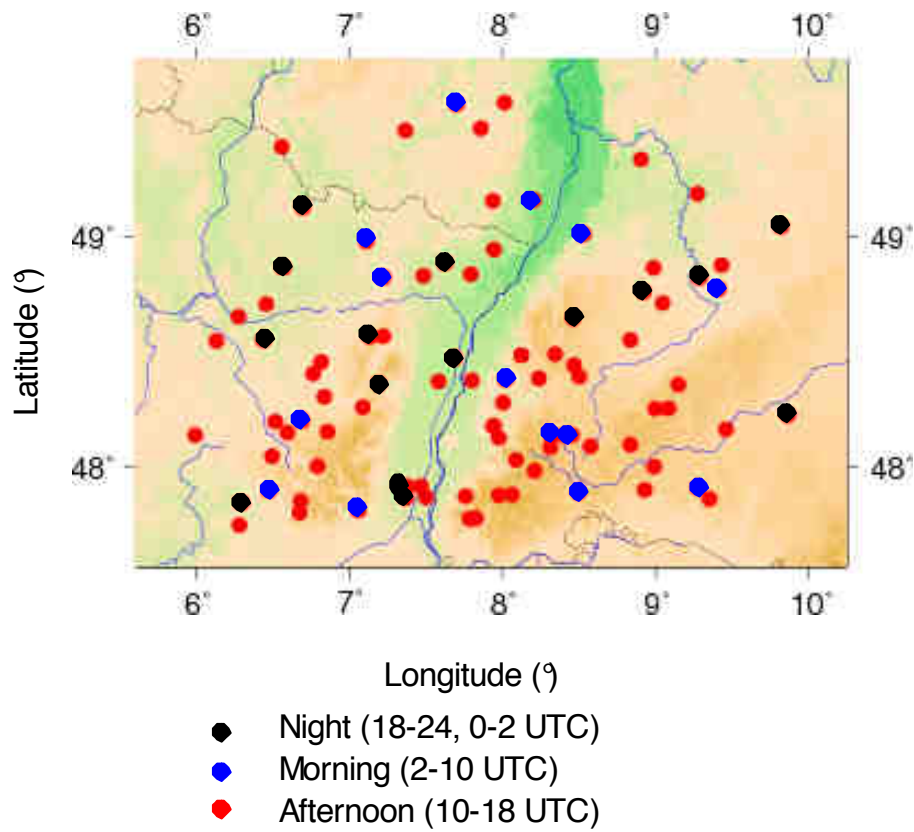 6° 7° 8° 9° 10°
49° 49°
48° 48°
6° 7° 8° 9° 10°
Latitude (°)
Longitude (°)
Night (18-24, 0-2 UTC)
Morning (2-10 UTC)
Afternoon (10-18 UTC)